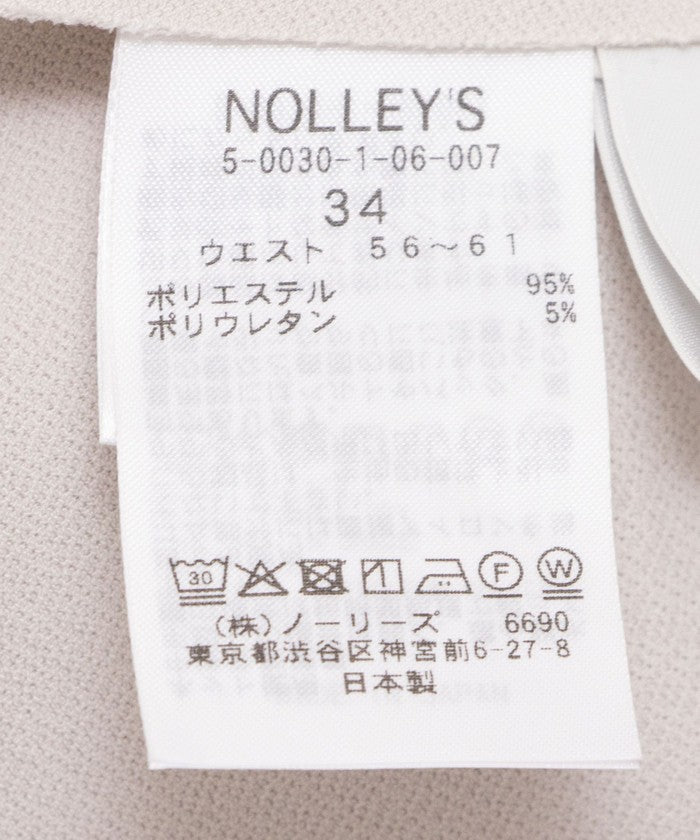 NOLLEY'S
5-0030-1-06-007
34
ウエスト 56～61
ポリエステル 95%
ポリウレタン 5%
30 F W
(株)ノーリーズ 6690
東京都渋谷区神宮前6-27-8
日本製